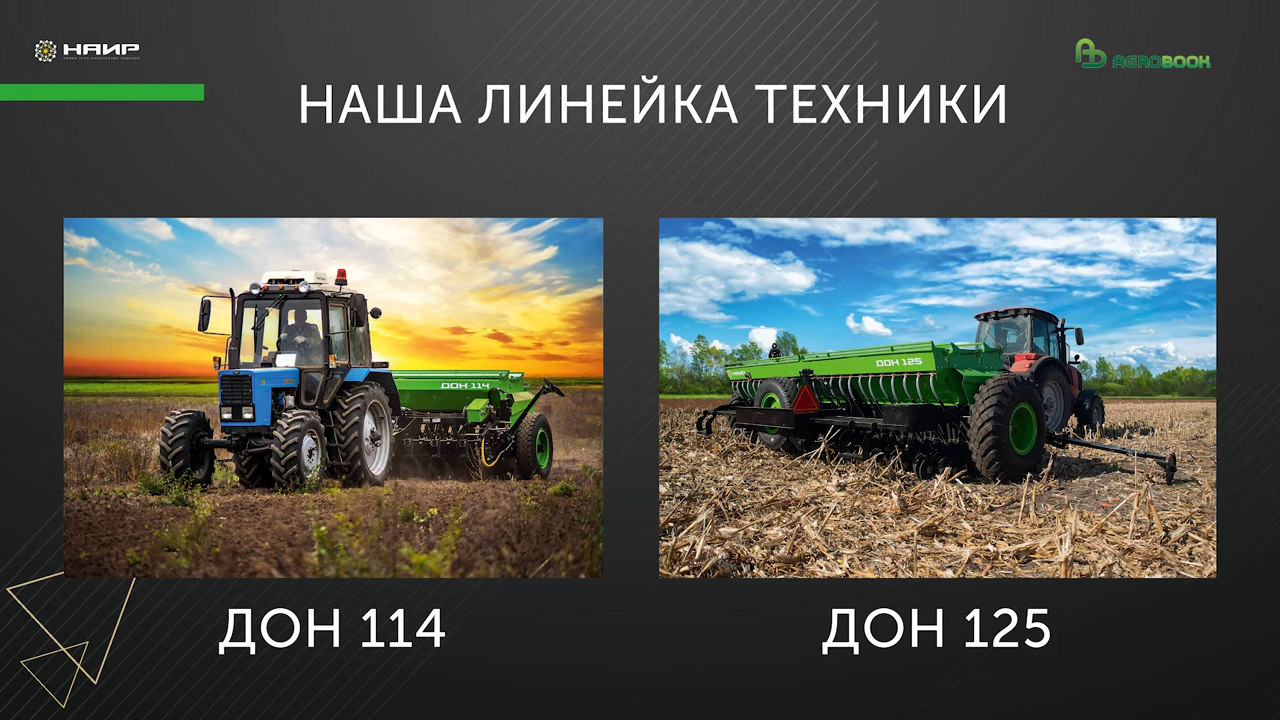 НАИР
AGROBOOK
НАША ЛИНЕЙКА ТЕХНИКИ
ДОН 114
ДОН 125
ДОН 114
ДОН 125